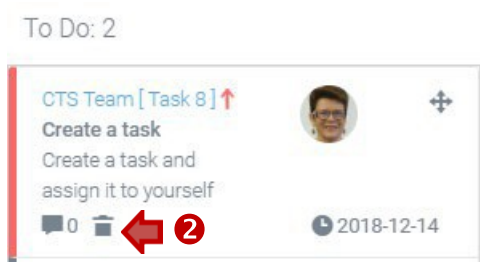 To Do: 2
CTS Team [ Task 8 ]
Create a task
Create a task and
assign it to yourself
0 2 2018-12-14